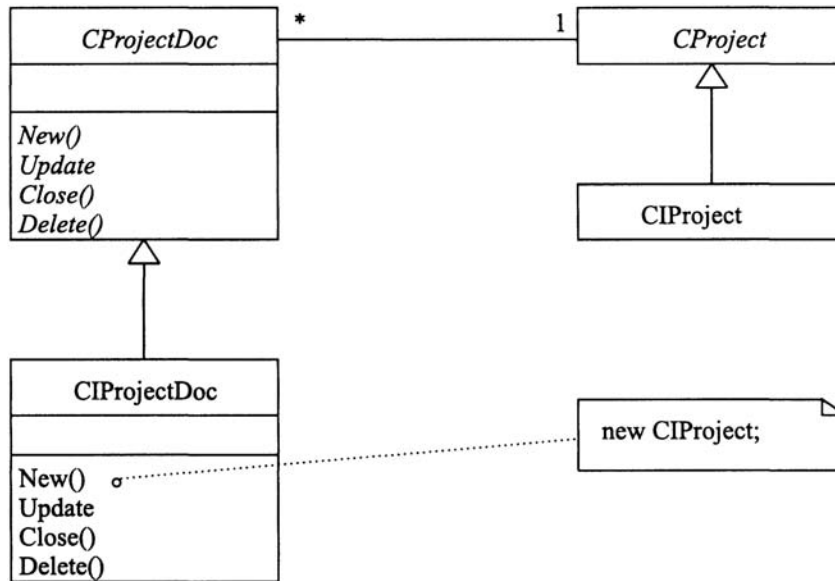 CProjectDoc
*
1
CProject
New()
Update
Close()
Delete()
CIProject
CIProjectDoc
new CIProject;
New()
Update
Close()
Delete()